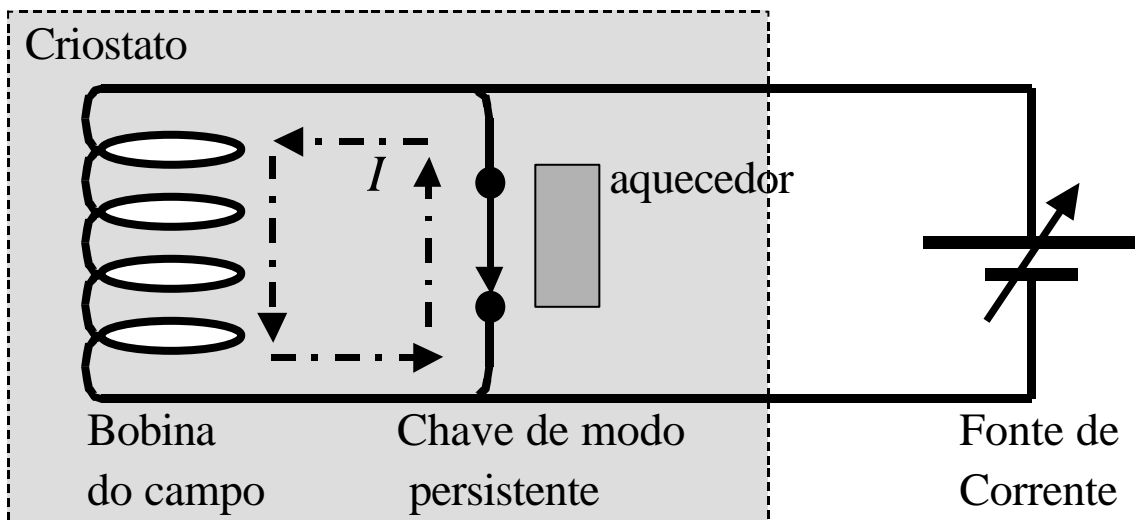 Criostato
I
aquecedor
Bobina
do campo
Chave de modo
persistente
Fonte de
Corrente